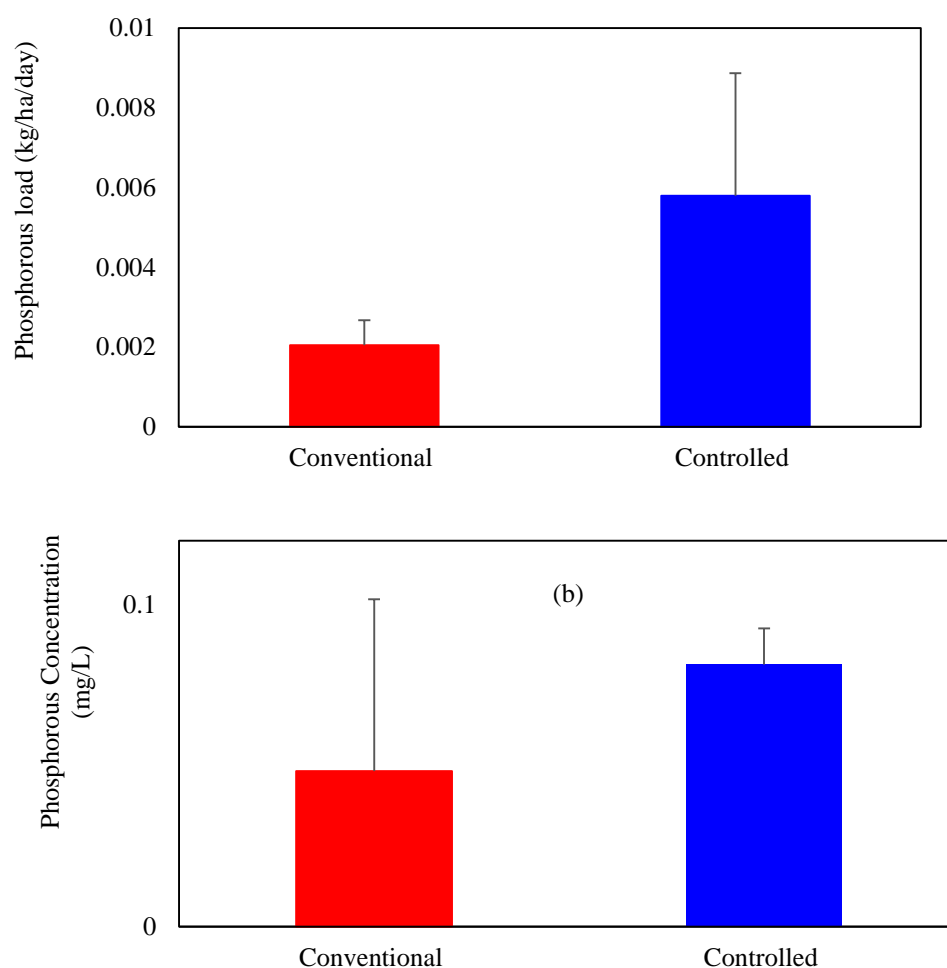 Phosphorous load (kg/ha/day)
0.01
0.008
0.006
0.004
0.002
0
Conventional Controlled
Phosphorous Concentration
(mg/L)
(b)
0.1
0
Conventional Controlled